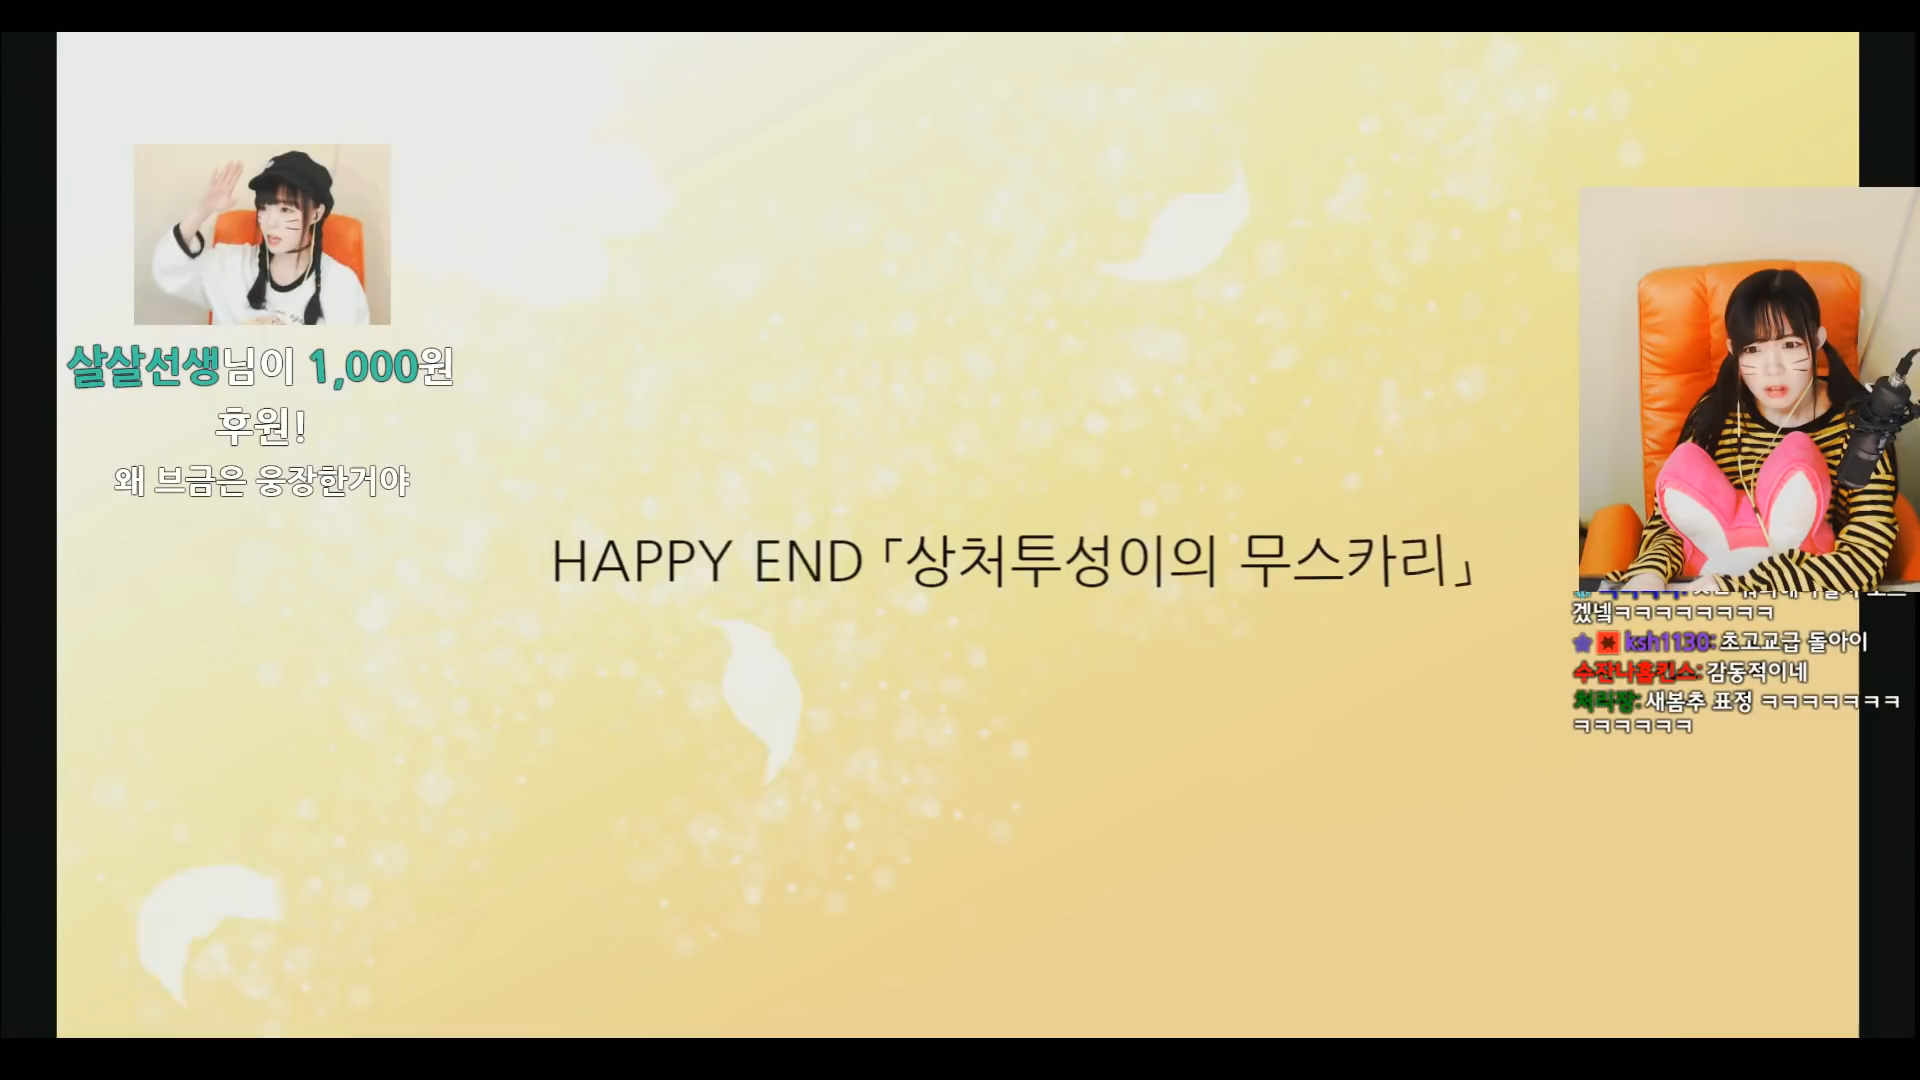 살살선생님이 1,000원
후원!
왜 브금은 웅장한거야
HAPPY END 「상처투성이의 무스카리」
겠넼ㅋㅋㅋㅋㅋㅋㅋㅋ
ksh1130: 초고교급 돌아이
수잔나홉킨스: 감동적이네
처리짱: 새봄추 표정 ㅋㅋㅋㅋㅋㅋㅋ
ㅋㅋㅋㅋㅋㅋ